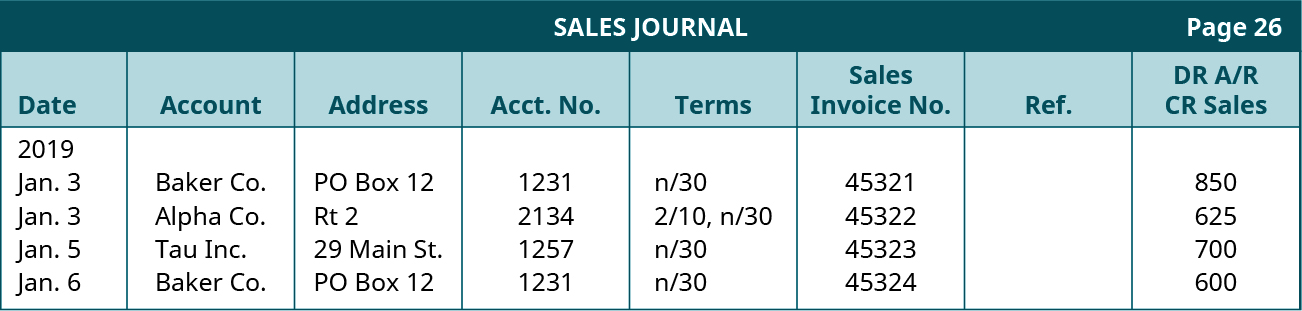 SALES JOURNAL Page 26
Date Account Address Acct. No. Terms Sales Invoice No. Ref. DR A/R CR Sales
2019
Jan. 3 Baker Co. PO Box 12 1231 n/30 45321 850
Jan. 3 Alpha Co. Rt 2 2134 2/10, n/30 45322 625
Jan. 5 Tau Inc. 29 Main St. 1257 n/30 45323 700
Jan. 6 Baker Co. PO Box 12 1231 n/30 45324 600